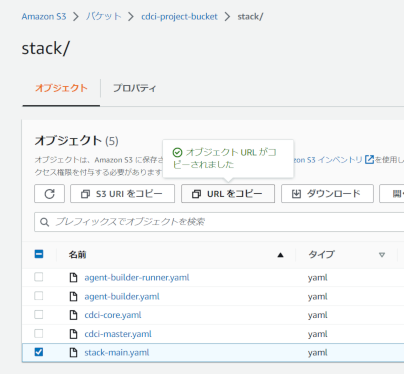 Amazon S3 > バケット > cdci-project-bucket > stack/
stack/
オブジェクト プロパティ
オブジェクト (5)
オブジェクト URL がコピーされました
オブジェクトは、Amazon S3 に保存さ
zon S3 インベントリ を使用し
クセス権限を付与する必要があります
S3 URI をコピー URL をコピー ダウンロード 開
プレフィックスでオブジェクトを検索
名前 タイプ
agent-builder-runner.yaml yaml
agent-builder.yaml yaml
cdci-core.yaml yaml
cdci-master.yaml yaml
stack-main.yaml yaml